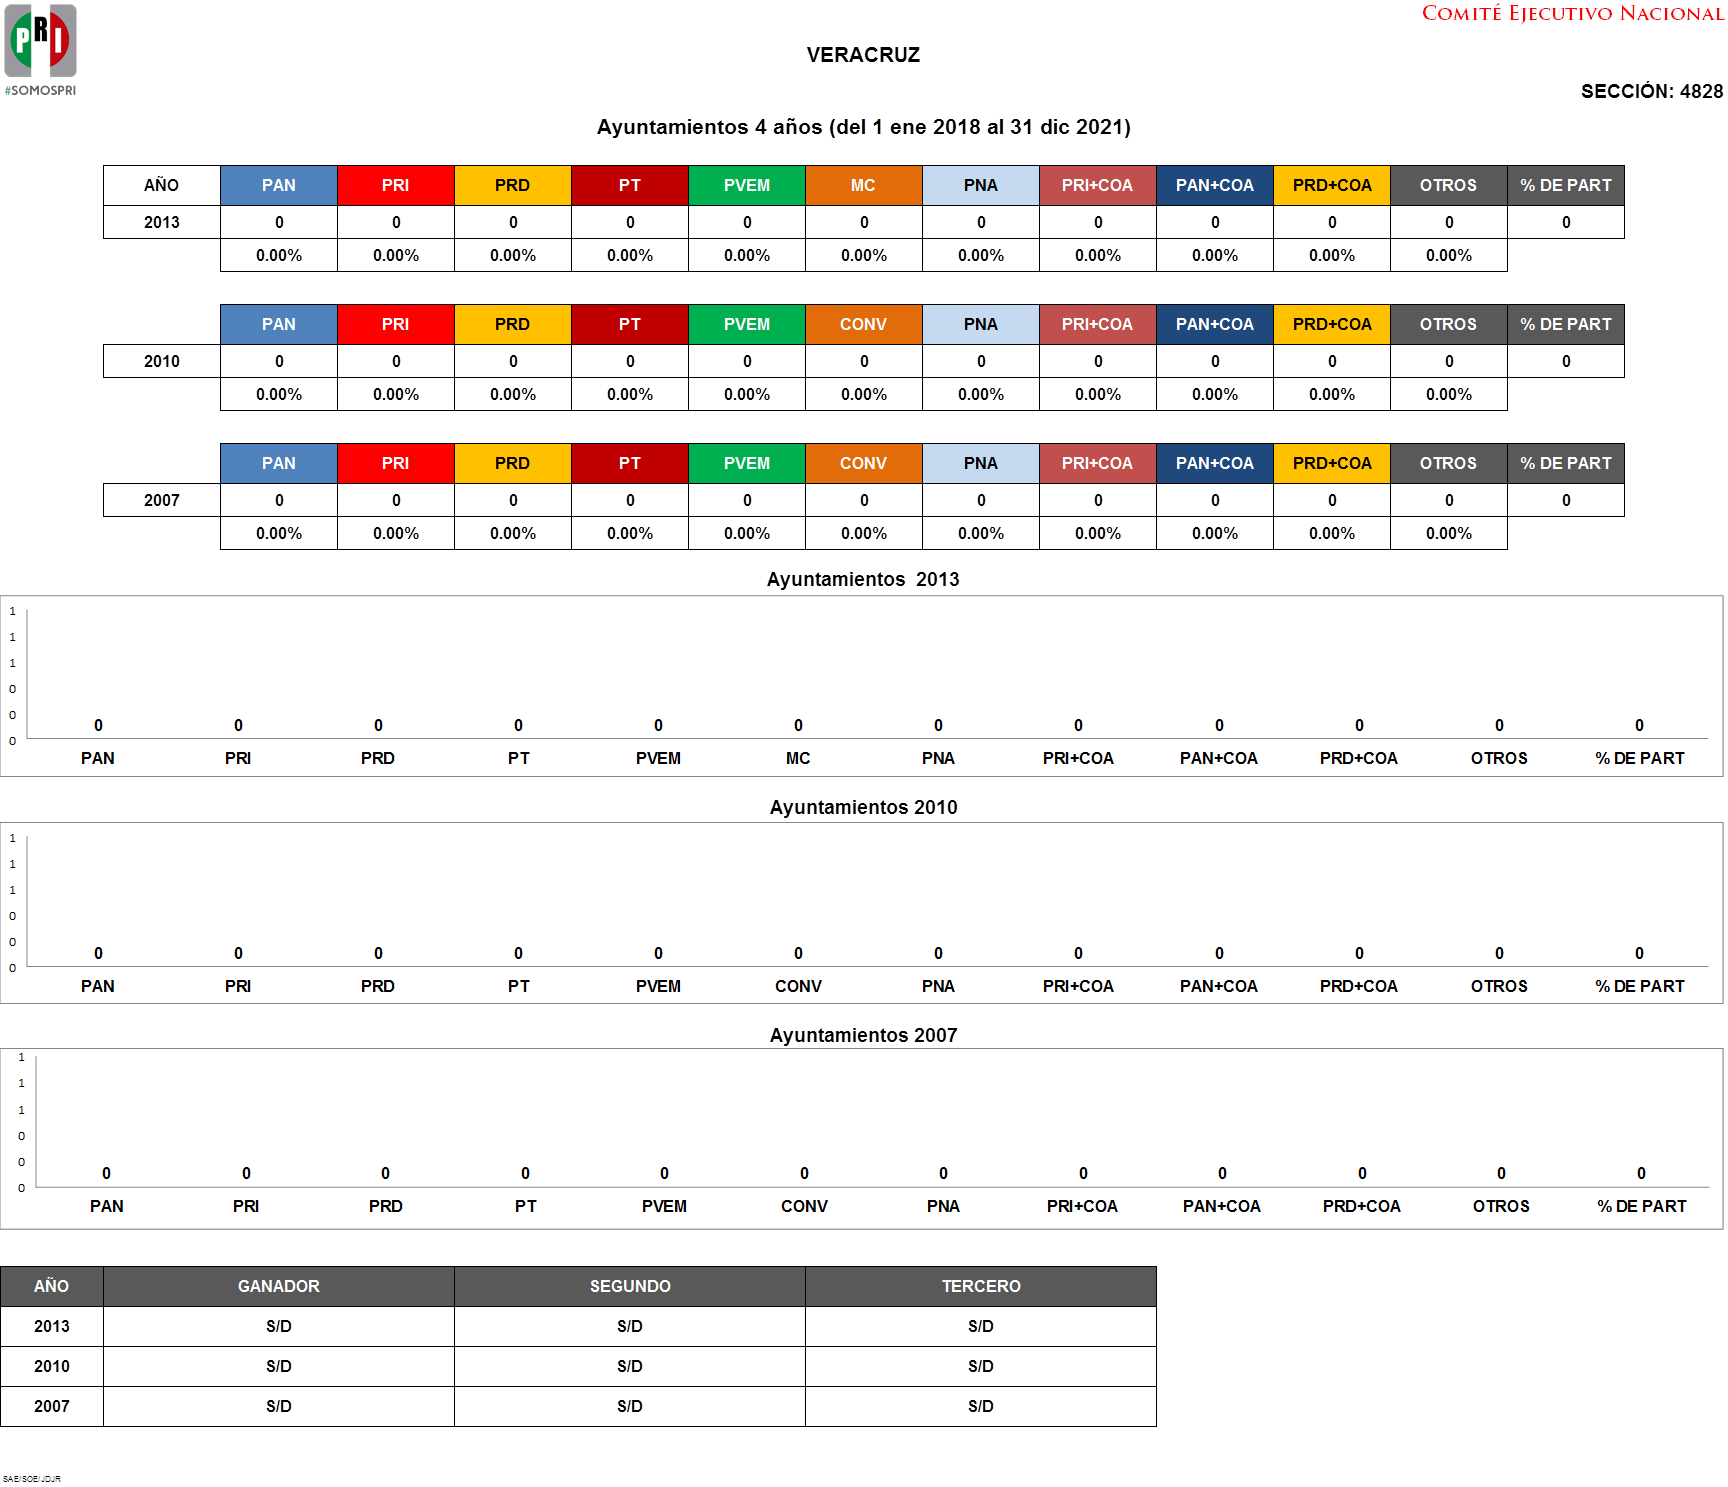 COMITÉ EJECUTIVO NACIONAL
PRI
#SOMOSPRI
VERACRUZ
SECCIÓN: 4828
Ayuntamientos 4 años (del 1 ene 2018 al 31 dic 2021)
AÑO PAN PRI PRD PT PVEM MC PNA PRI+COA PAN+COA PRD+COA OTROS % DE PART
2013 0 0 0 0 0 0 0 0 0 0 0 0
0.00% 0.00% 0.00% 0.00% 0.00% 0.00% 0.00% 0.00% 0.00% 0.00% 0.00%
PAN PRI PRD PT PVEM CONV PNA PRI+COA PAN+COA PRD+COA OTROS % DE PART
2010 0 0 0 0 0 0 0 0 0 0 0 0
0.00% 0.00% 0.00% 0.00% 0.00% 0.00% 0.00% 0.00% 0.00% 0.00% 0.00%
PAN PRI PRD PT PVEM CONV PNA PRI+COA PAN+COA PRD+COA OTROS % DE PART
2007 0 0 0 0 0 0 0 0 0 0 0 0
0.00% 0.00% 0.00% 0.00% 0.00% 0.00% 0.00% 0.00% 0.00% 0.00% 0.00%
Ayuntamientos 2013
1
1
1
0
0
0
0 0 0 0 0 0 0 0 0 0 0 0
PAN PRI PRD PT PVEM MC PNA PRI+COA PAN+COA PRD+COA OTROS % DE PART
Ayuntamientos 2010
1
1
1
0
0
0
0 0 0 0 0 0 0 0 0 0 0 0
PAN PRI PRD PT PVEM CONV PNA PRI+COA PAN+COA PRD+COA OTROS % DE PART
Ayuntamientos 2007
1
1
1
0
0
0
0 0 0 0 0 0 0 0 0 0 0 0
PAN PRI PRD PT PVEM CONV PNA PRI+COA PAN+COA PRD+COA OTROS % DE PART
AÑO GANADOR SEGUNDO TERCERO
2013 S/D S/D S/D
2010 S/D S/D S/D
2007 S/D S/D S/D
SAE/SOE/JDJR